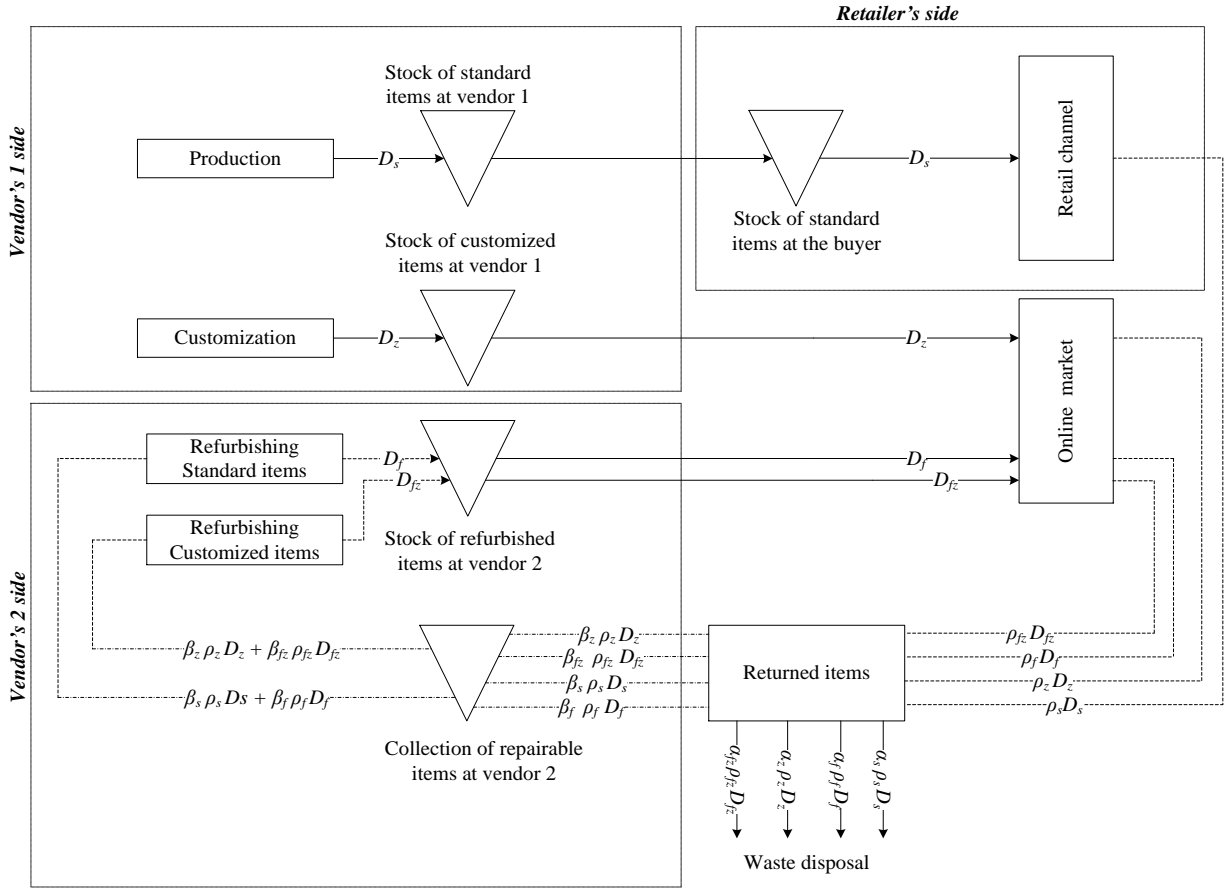 Retailer's side
Vendor's 1 side
Stock of standard
items at vendor 1
Production
D_s
D_s
Retail channel
Stock of standard
items at the buyer
Stock of customized
items at vendor 1
Customization
D_z
D_z
Online market
Vendor's 2 side
Refurbishing
Standard items
D_f
D_f
D_fz
D_fz
Refurbishing
Customized items
Stock of refurbished
items at vendor 2
β_z ρ_z D_z + β_fz ρ_fz D_fz
β_s ρ_s Ds + β_f ρ_f D_f
β_z ρ_z D_z
β_fz ρ_fz D_fz
β_s ρ_s D_s
β_f ρ_f D_f
Returned items
ρ_fz D_fz
ρ_f D_f
ρ_z D_z
ρ_s D_s
Collection of repairable
items at vendor 2
α_fz ρ_fz D_fz
α_z ρ_z D_z
α_f ρ_f D_f
α_s ρ_s D_s
Waste disposal